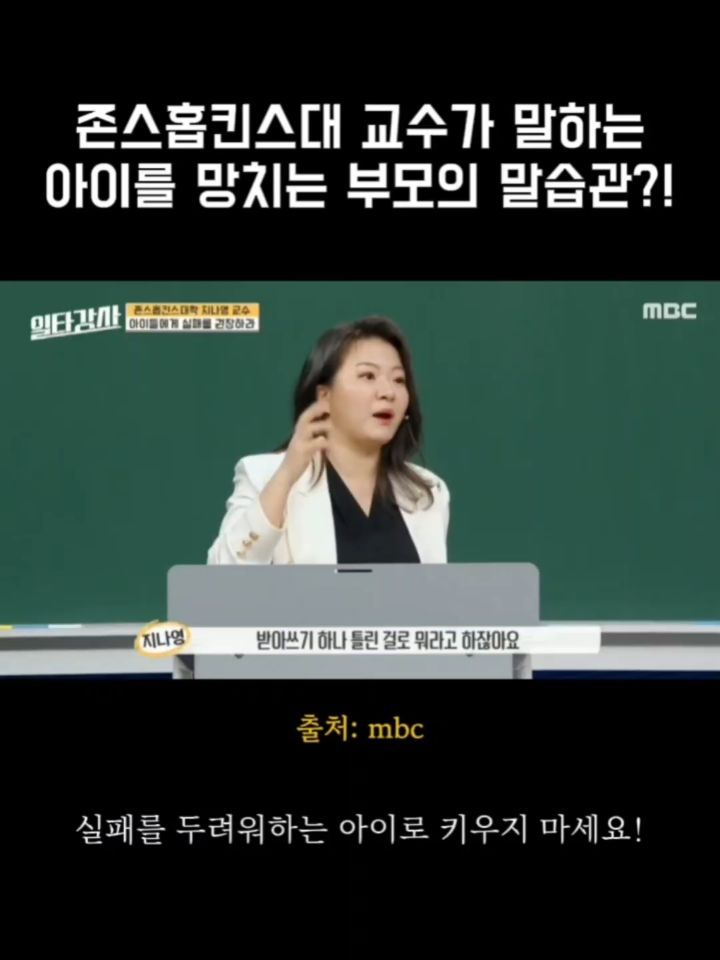 존스홉킨스대 교수가 말하는
아이를 망치는 부모의 말습관?!
일타강사
존스홉킨스대학 지나영 교수
아이들에게 실패를 권장하라
MBC
지나영
받아쓰기 하나 틀린 걸로 뭐라고 하잖아요
출처: mbc
실패를 두려워하는 아이로 키우지 마세요!